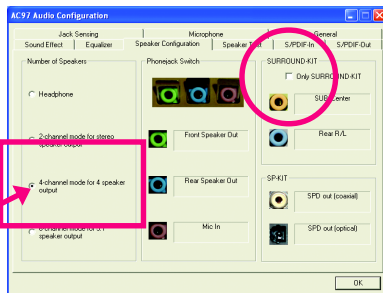 AC97 Audio Configuration
Jack Sensing Microphone General
Sound Effect Equalizer Speaker Configuration Speaker Test S/PDIF-In S/PDIF-Out
Number of Speakers
Headphone
2-channel mode for stereo
speaker output
4-channel mode for 4 speaker
output
6-channel mode for 5.1
speaker output
Phonejack Switch
Front Speaker Out
Rear Speaker Out
Mic In
SURROUND-KIT
Only SURROUND-KIT
SUB/Center
Rear R/L
SP-KIT
SPD out (coaxial)
SPD out (optical)
OK